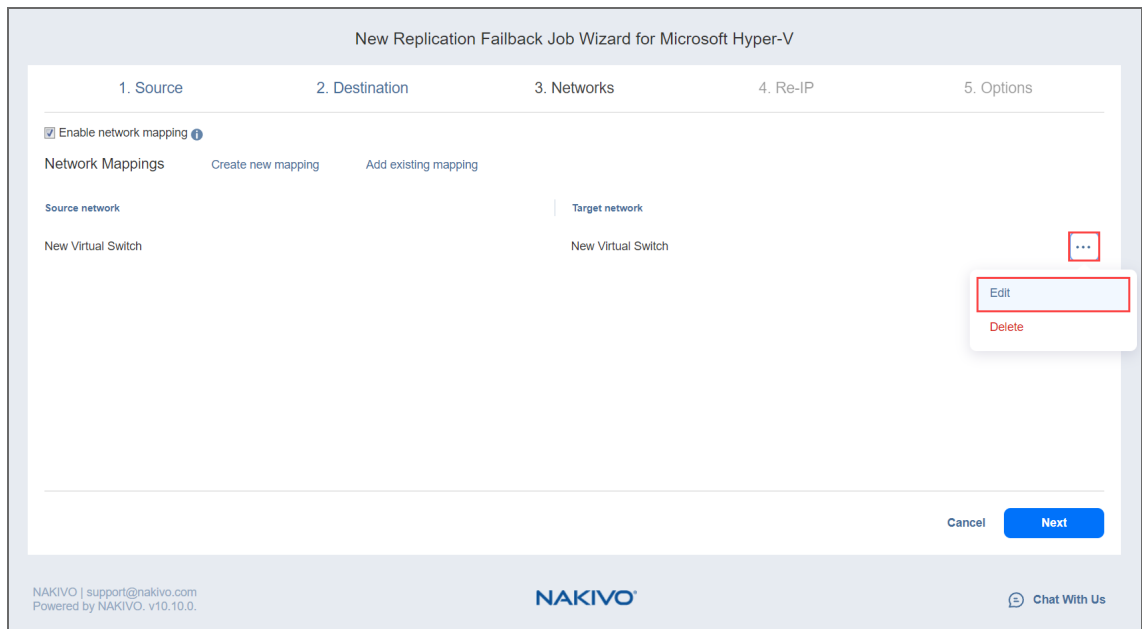 New Replication Failback Job Wizard for Microsoft Hyper-V
1. Source 2. Destination 3. Networks 4. Re-IP 5. Options
Enable network mapping
Network Mappings Create new mapping Add existing mapping
Source network Target network
New Virtual Switch New Virtual Switch ...
Edit
Delete
Cancel Next
NAKIVO | support@nakivo.com
Powered by NAKIVO. v10.10.0.
NAKIVO®
Chat With Us